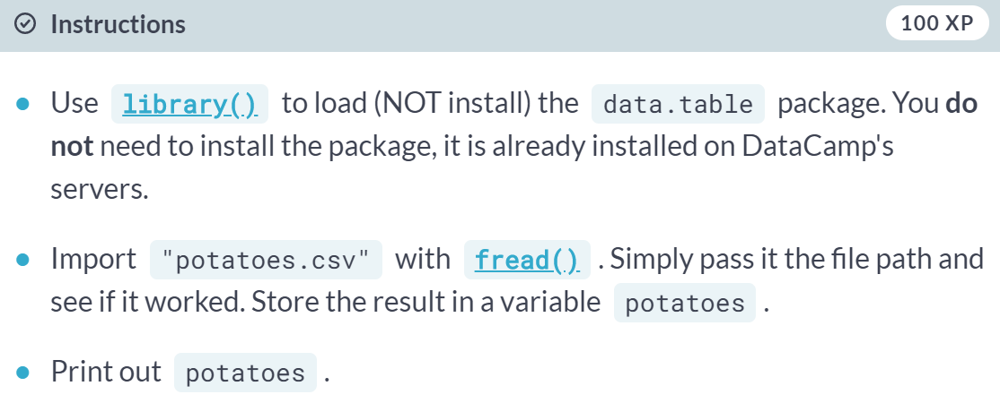 Instructions
100 XP
Use library() to load (NOT install) the data.table package. You do
not need to install the package, it is already installed on DataCamp's
servers.
Import "potatoes.csv" with fread() . Simply pass it the file path and
see if it worked. Store the result in a variable potatoes .
Print out potatoes .